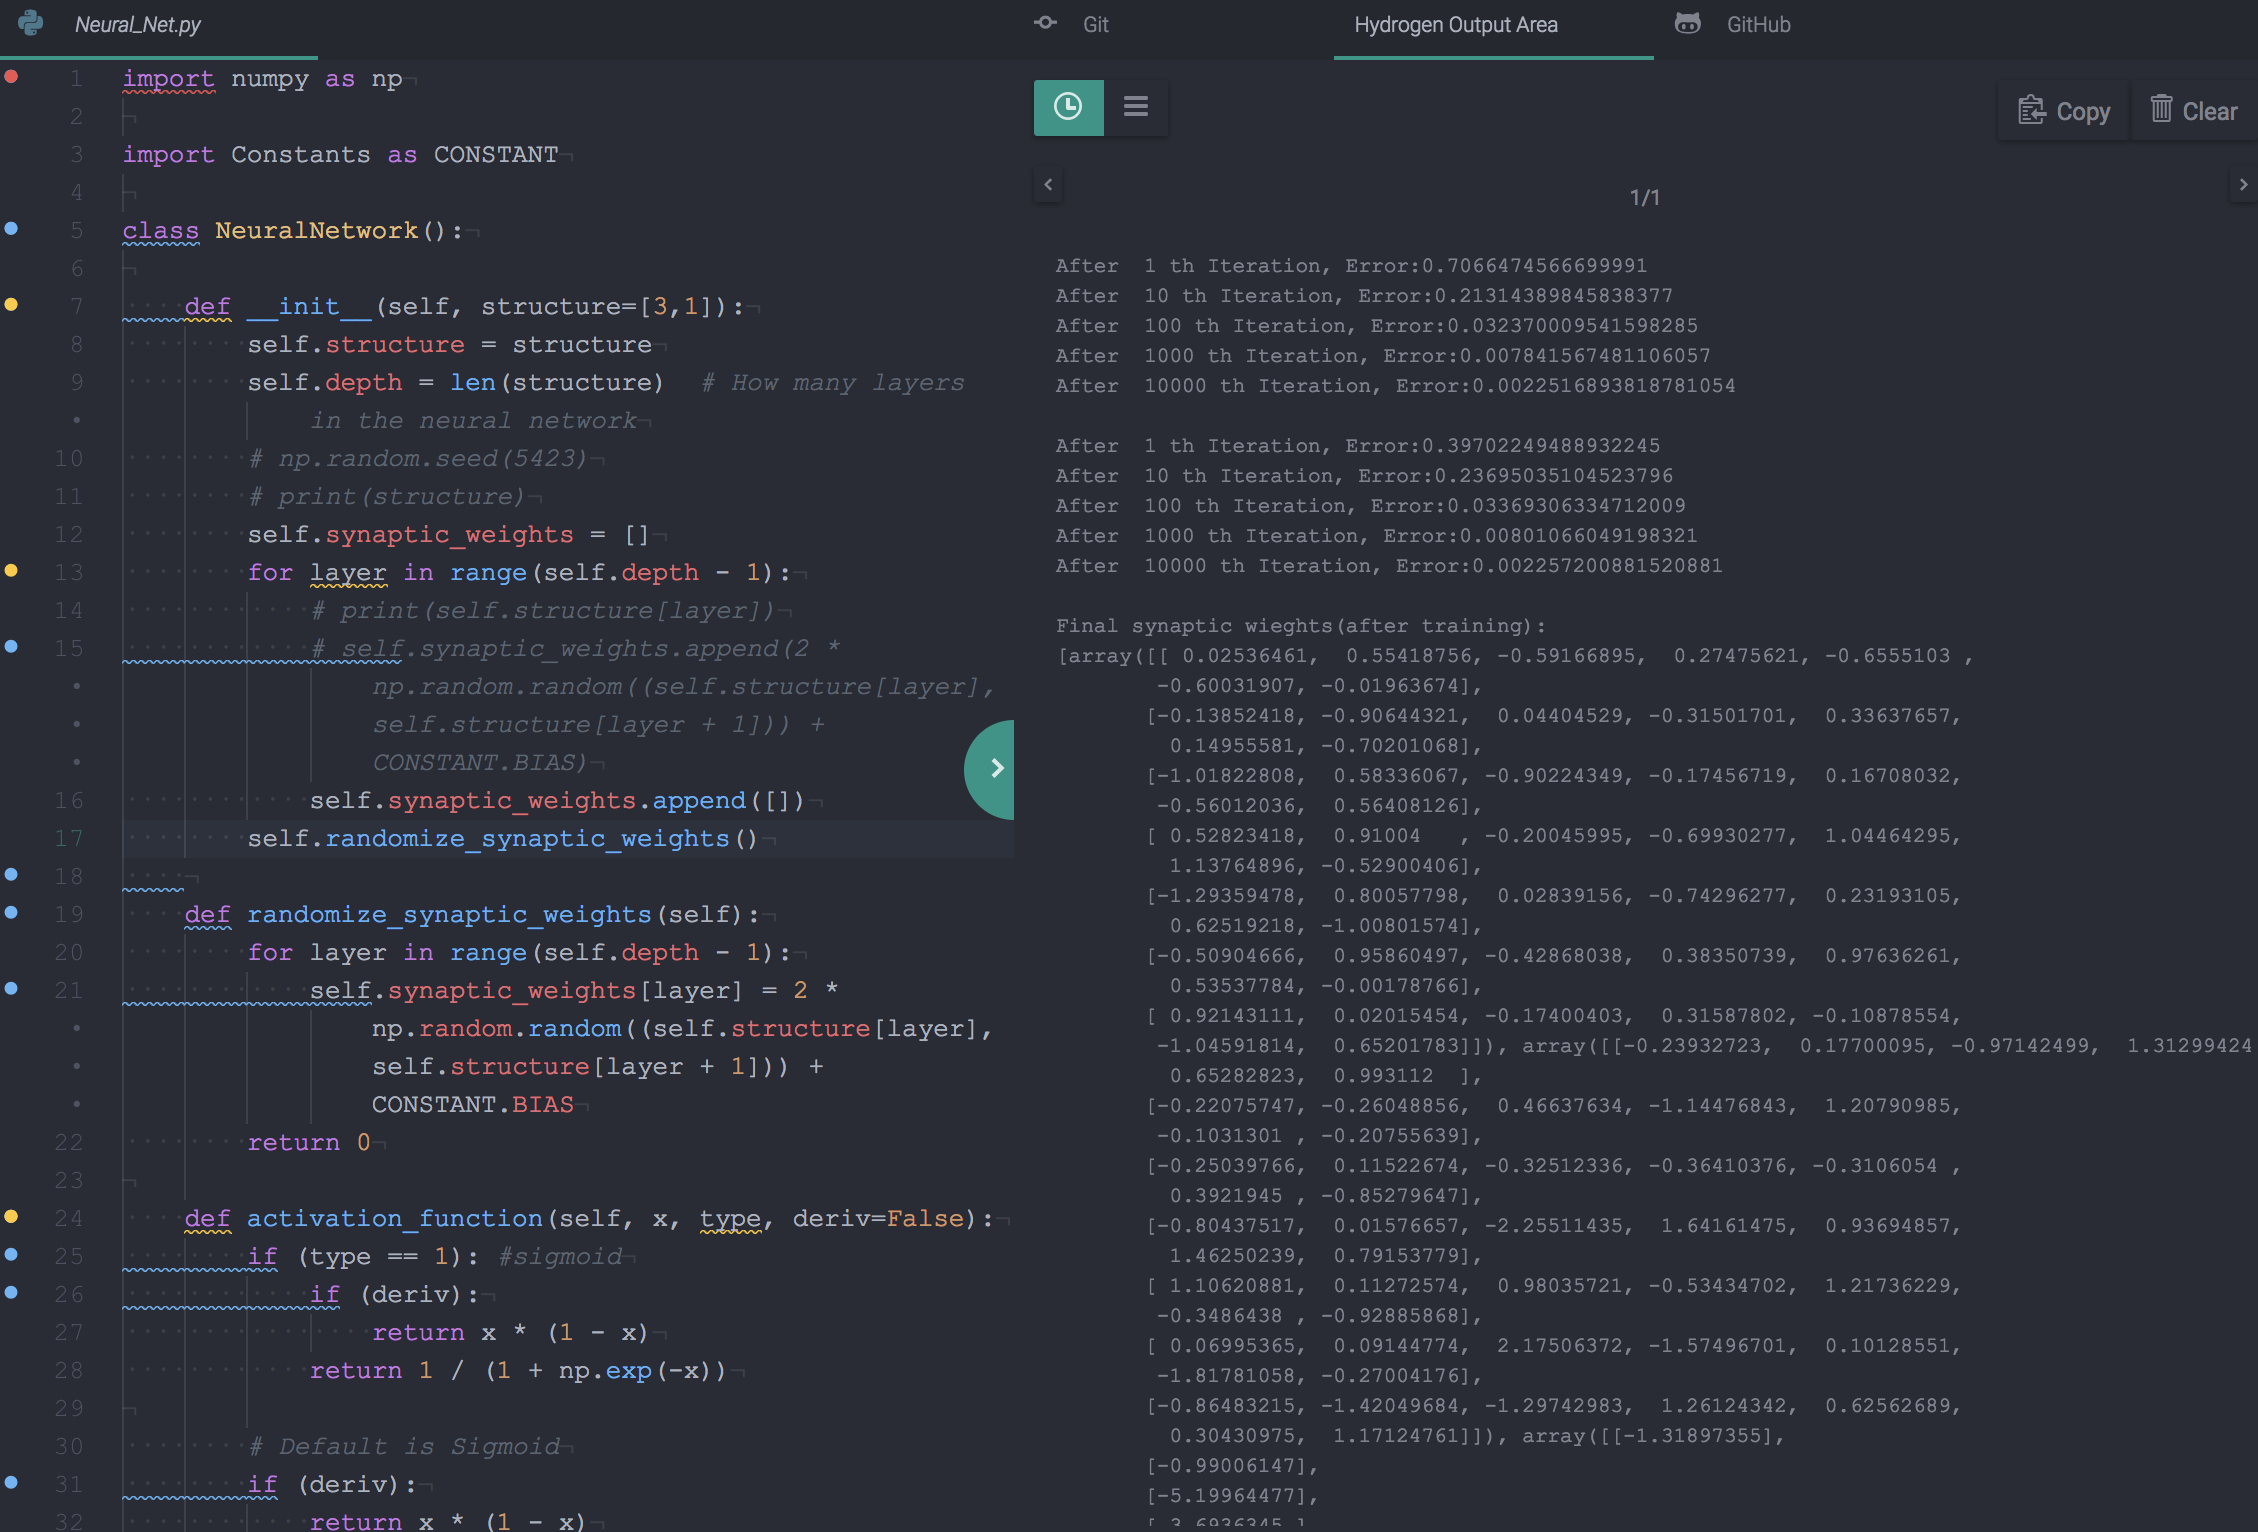 Neural_Net.py
1 import numpy as np¬
2 ¬
3 import Constants as CONSTANT¬
4 ¬
5 class NeuralNetwork():¬
6 ¬
7 ····def __init__(self, structure=[3,1]):¬
8 ········self.structure = structure¬
9 ········self.depth = len(structure)  # How many layers
• in the neural network¬
10 ········# np.random.seed(5423)¬
11 ········# print(structure)¬
12 ········self.synaptic_weights = []¬
13 ········for layer in range(self.depth - 1):¬
14 ············# print(self.structure[layer])¬
15 ············# self.synaptic_weights.append(2 *
• np.random.random((self.structure[layer],
• self.structure[layer + 1])) +
• CONSTANT.BIAS)¬
16 ············self.synaptic_weights.append([])¬
17 ········self.randomize_synaptic_weights()¬
18 ····¬
19 ····def randomize_synaptic_weights(self):¬
20 ········for layer in range(self.depth - 1):¬
21 ············self.synaptic_weights[layer] = 2 *
• np.random.random((self.structure[layer],
• self.structure[layer + 1])) +
• CONSTANT.BIAS¬
22 ········return 0¬
23 ¬
24 ····def activation_function(self, x, type, deriv=False):¬
25 ········if (type == 1): #sigmoid¬
26 ············if (deriv):¬
27 ················return x * (1 - x)¬
28 ············return 1 / (1 + np.exp(-x))¬
29 ¬
30 ········# Default is Sigmoid¬
31 ········if (deriv):¬
32 ············return x * (1 - x)¬
Git
Hydrogen Output Area
GitHub
Copy
Clear
1/1
After  1 th Iteration, Error:0.7066474566699991
After  10 th Iteration, Error:0.21314389845838377
After  100 th Iteration, Error:0.032370009541598285
After  1000 th Iteration, Error:0.007841567481106057
After  10000 th Iteration, Error:0.0022516893818781054
After  1 th Iteration, Error:0.39702249488932245
After  10 th Iteration, Error:0.23695035104523796
After  100 th Iteration, Error:0.03369306334712009
After  1000 th Iteration, Error:0.00801066049198321
After  10000 th Iteration, Error:0.002257200881520881
Final synaptic wieghts(after training):
[array([[ 0.02536461,  0.55418756, -0.59166895,  0.27475621, -0.6555103 ,
-0.60031907, -0.01963674],
[-0.13852418, -0.90644321,  0.04404529, -0.31501701,  0.33637657,
0.14955581, -0.70201068],
[-1.01822808,  0.58336067, -0.90224349, -0.17456719,  0.16708032,
-0.56012036,  0.56408126],
[ 0.52823418,  0.91004   , -0.20045995, -0.69930277,  1.04464295,
1.13764896, -0.52900406],
[-1.29359478,  0.80057798,  0.02839156, -0.74296277,  0.23193105,
0.62519218, -1.00801574],
[-0.50904666,  0.95860497, -0.42868038,  0.38350739,  0.97636261,
0.53537784, -0.00178766],
[ 0.92143111,  0.02015454, -0.17400403,  0.31587802, -0.10878554,
-1.04591814,  0.65201783]]), array([[-0.23932723,  0.17700095, -0.97142499,  1.31299424
0.65282823,  0.993112  ],
[-0.22075747, -0.26048856,  0.46637634, -1.14476843,  1.20790985,
-0.1031301 , -0.20755639],
[-0.25039766,  0.11522674, -0.32512336, -0.36410376, -0.3106054 ,
0.3921945 , -0.85279647],
[-0.80437517,  0.01576657, -2.25511435,  1.64161475,  0.93694857,
1.46250239,  0.79153779],
[ 1.10620881,  0.11272574,  0.98035721, -0.53434702,  1.21736229,
-0.3486438 , -0.92885868],
[ 0.06995365,  0.09144774,  2.17506372, -1.57496701,  0.10128551,
-1.81781058, -0.27004176],
[-0.86483215, -1.42049684, -1.29742983,  1.26124342,  0.62562689,
0.30430975,  1.17124761]]), array([[-1.31897355],
[-0.99006147],
[-5.19964477],
[ 3.6936345 ]